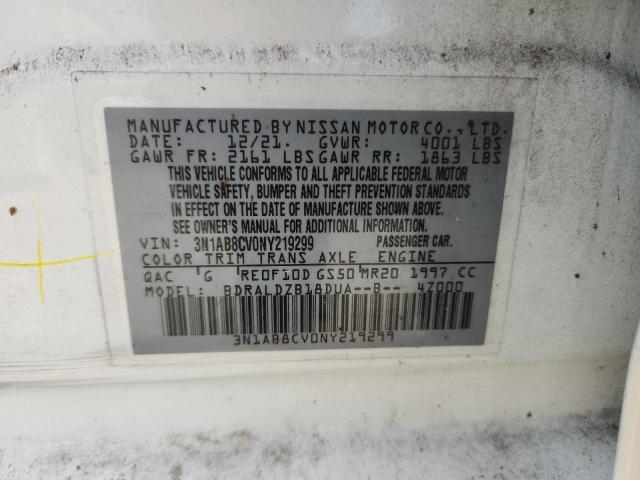 MANUFACTURED BY NISSAN MOTOR CO., LTD.
DATE: 12/21. GVWR: 4001 LBS
GAWR FR: 2161 LBS GAWR RR: 1863 LBS
THIS VEHICLE CONFORMS TO ALL APPLICABLE FEDERAL MOTOR
VEHICLE SAFETY, BUMPER AND THEFT PREVENTION STANDARDS
IN EFFECT ON THE DATE OF MANUFACTURE SHOWN ABOVE.
SEE OWNER'S MANUAL FOR ADDITIONAL INFORMATION
VIN: 3N1AB8CV0NY219299 PASSENGER CAR.
COLOR TRIM TRANS AXLE ENGINE
QAC G RE0F10D GS50 MR20 1997 CC
MODEL: BDRALDZB18DUA--B-- 4Z000
3N1AB8CV0NY219299